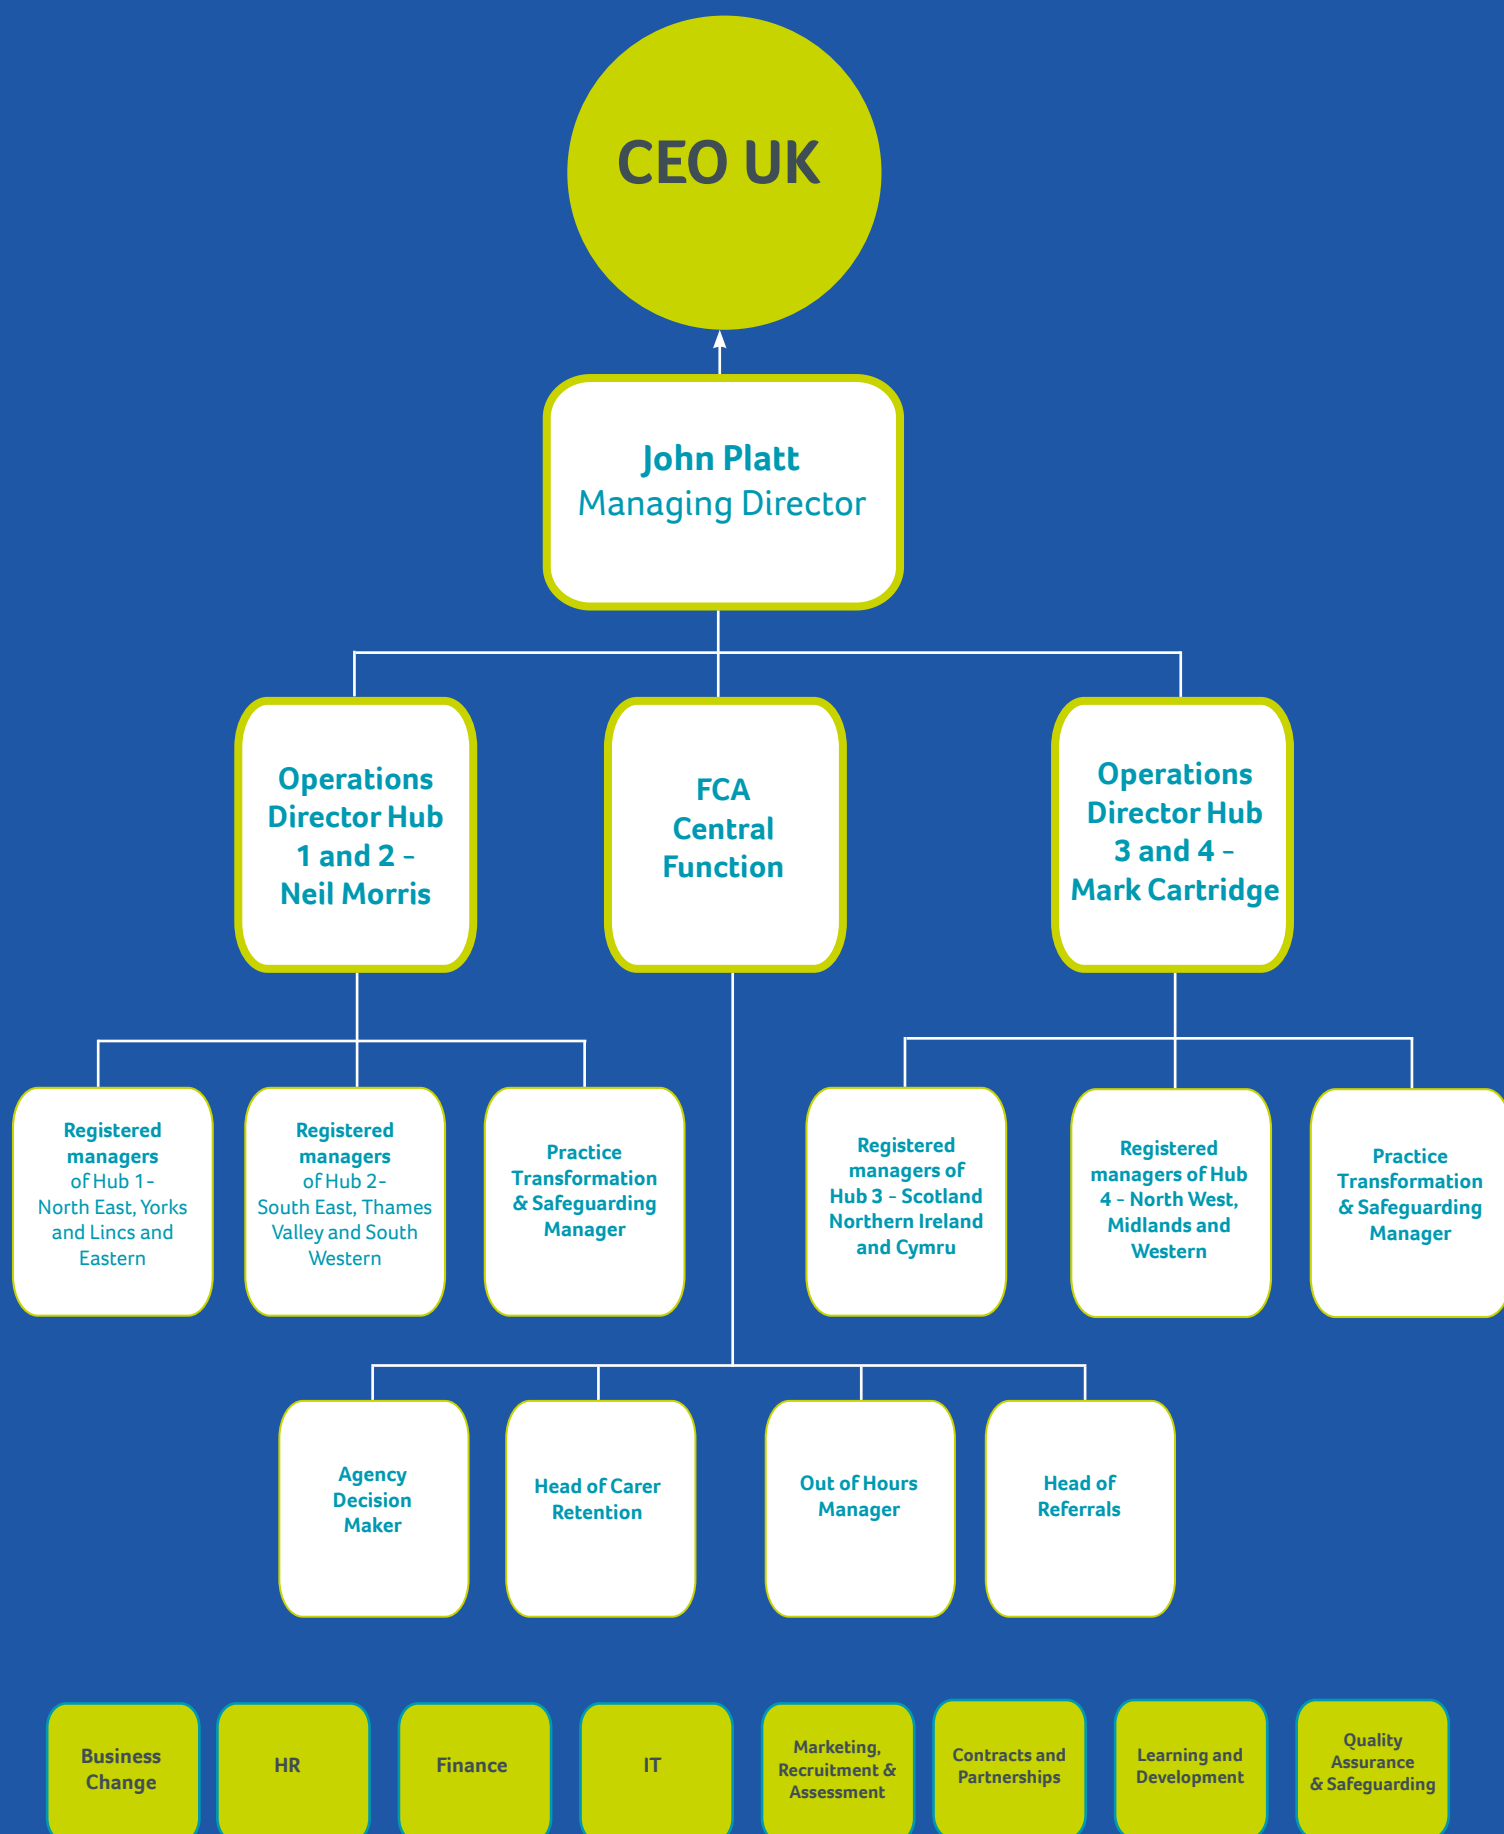 CEO UK
John Platt
Managing Director
Operations
Director Hub
1 and 2 -
Neil Morris
FCA
Central
Function
Operations
Director Hub
3 and 4 -
Mark Cartridge
Registered
managers
of Hub 1-
North East, Yorks
and Lincs and
Eastern
Registered
managers
of Hub 2-
South East, Thames
Valley and South
Western
Practice
Transformation
& Safeguarding
Manager
Registered
managers of
Hub 3 - Scotland
Northern Ireland
and Cymru
Registered
managers of Hub
4 - North West,
Midlands and
Western
Practice
Transformation
& Safeguarding
Manager
Agency
Decision
Maker
Head of Carer
Retention
Out of Hours
Manager
Head of
Referrals
Business
Change
HR
Finance
IT
Marketing,
Recruitment &
Assessment
Contracts and
Partnerships
Learning and
Development
Quality
Assurance
& Safeguarding